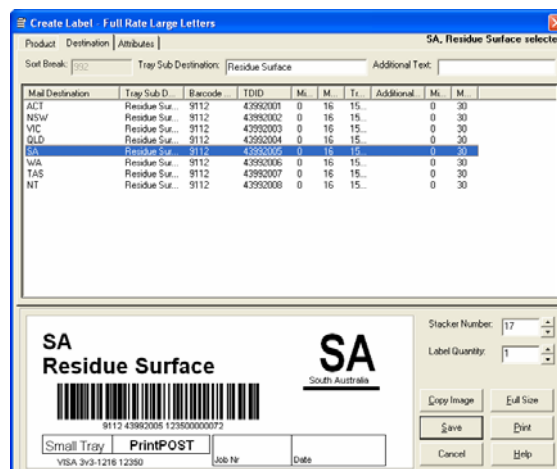 Create Label - Full Rate Large Letters
Product Destination Attributes SA, Residue Surface selecte
Sort Break: 992 Tray Sub Destination: Residue Surface Additional Text:
Mail Destination Tray Sub D... Barcode ... TDID Mi... M... Tr... Additional... Mi... M...
ACT Residue Sur... 9112 43992001 0 16 15... 0 30
NSW Residue Sur... 9112 43992002 0 16 15... 0 30
VIC Residue Sur... 9112 43992003 0 16 15... 0 30
QLD Residue Sur... 9112 43992004 0 16 15... 0 30
SA Residue Sur... 9112 43992005 0 16 15... 0 30
WA Residue Sur... 9112 43992006 0 16 15... 0 30
TAS Residue Sur... 9112 43992007 0 16 15... 0 30
NT Residue Sur... 9112 43992008 0 16 15... 0 30
SA
Residue Surface
SA
South Australia
9112 43992005 123500000072
Small Tray PrintPOST
VISA 3v3-1216 12350 Job Nr Date
Stacker Number: 17
Label Quantity: 1
Copy Image Full Size
Save Print
Cancel Help